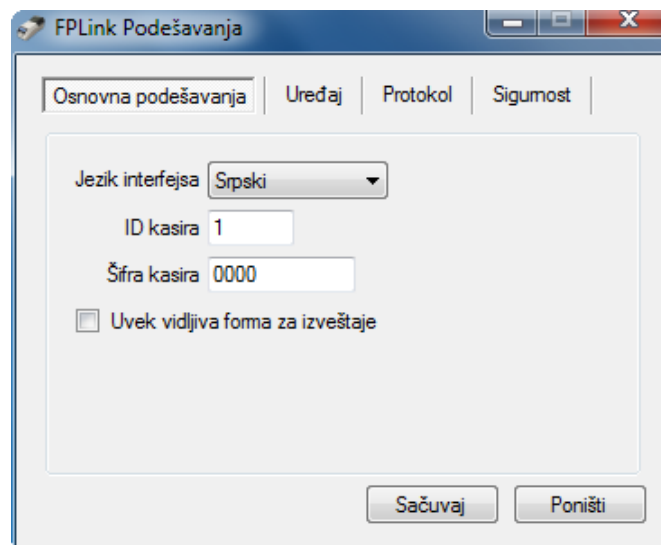 FPLink Podešavanja
Osnovna podešavanja Uređaj Protokol Sigurnost
Jezik interfejsa Srpski
ID kasira 1
Šifra kasira 0000
Uvek vidljiva forma za izveštaje
Sačuvaj Poništi